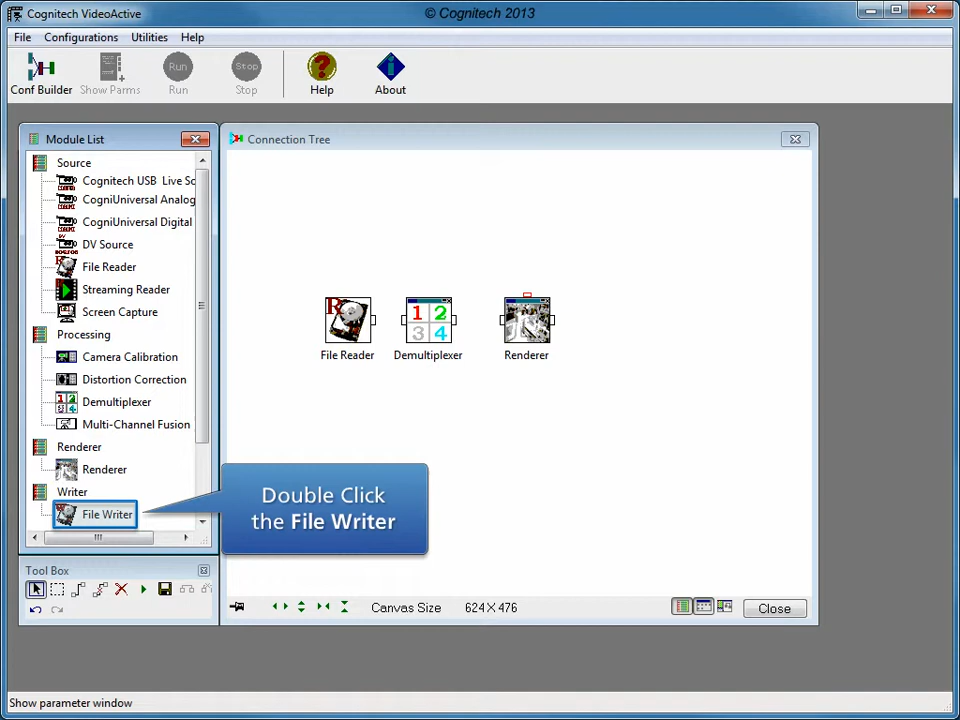 Cognitech VideoActive
© Cognitech 2013
File Configurations Utilities Help
Conf Builder Show Parms Run Run Stop Stop ? Help i About
Module List
Connection Tree
Source
Cognitech USB Live Sc
CogniUniversal Analog
CogniUniversal Digital
DV Source
File Reader
Streaming Reader
Screen Capture
Processing
Camera Calibration
Distortion Correction
Demultiplexer
Multi-Channel Fusion
Renderer
Renderer
Writer
File Writer
R
1 2
3 4
File Reader Demultiplexer Renderer
Double Click
the File Writer
Tool Box
Canvas Size 624X476 Close
Show parameter window